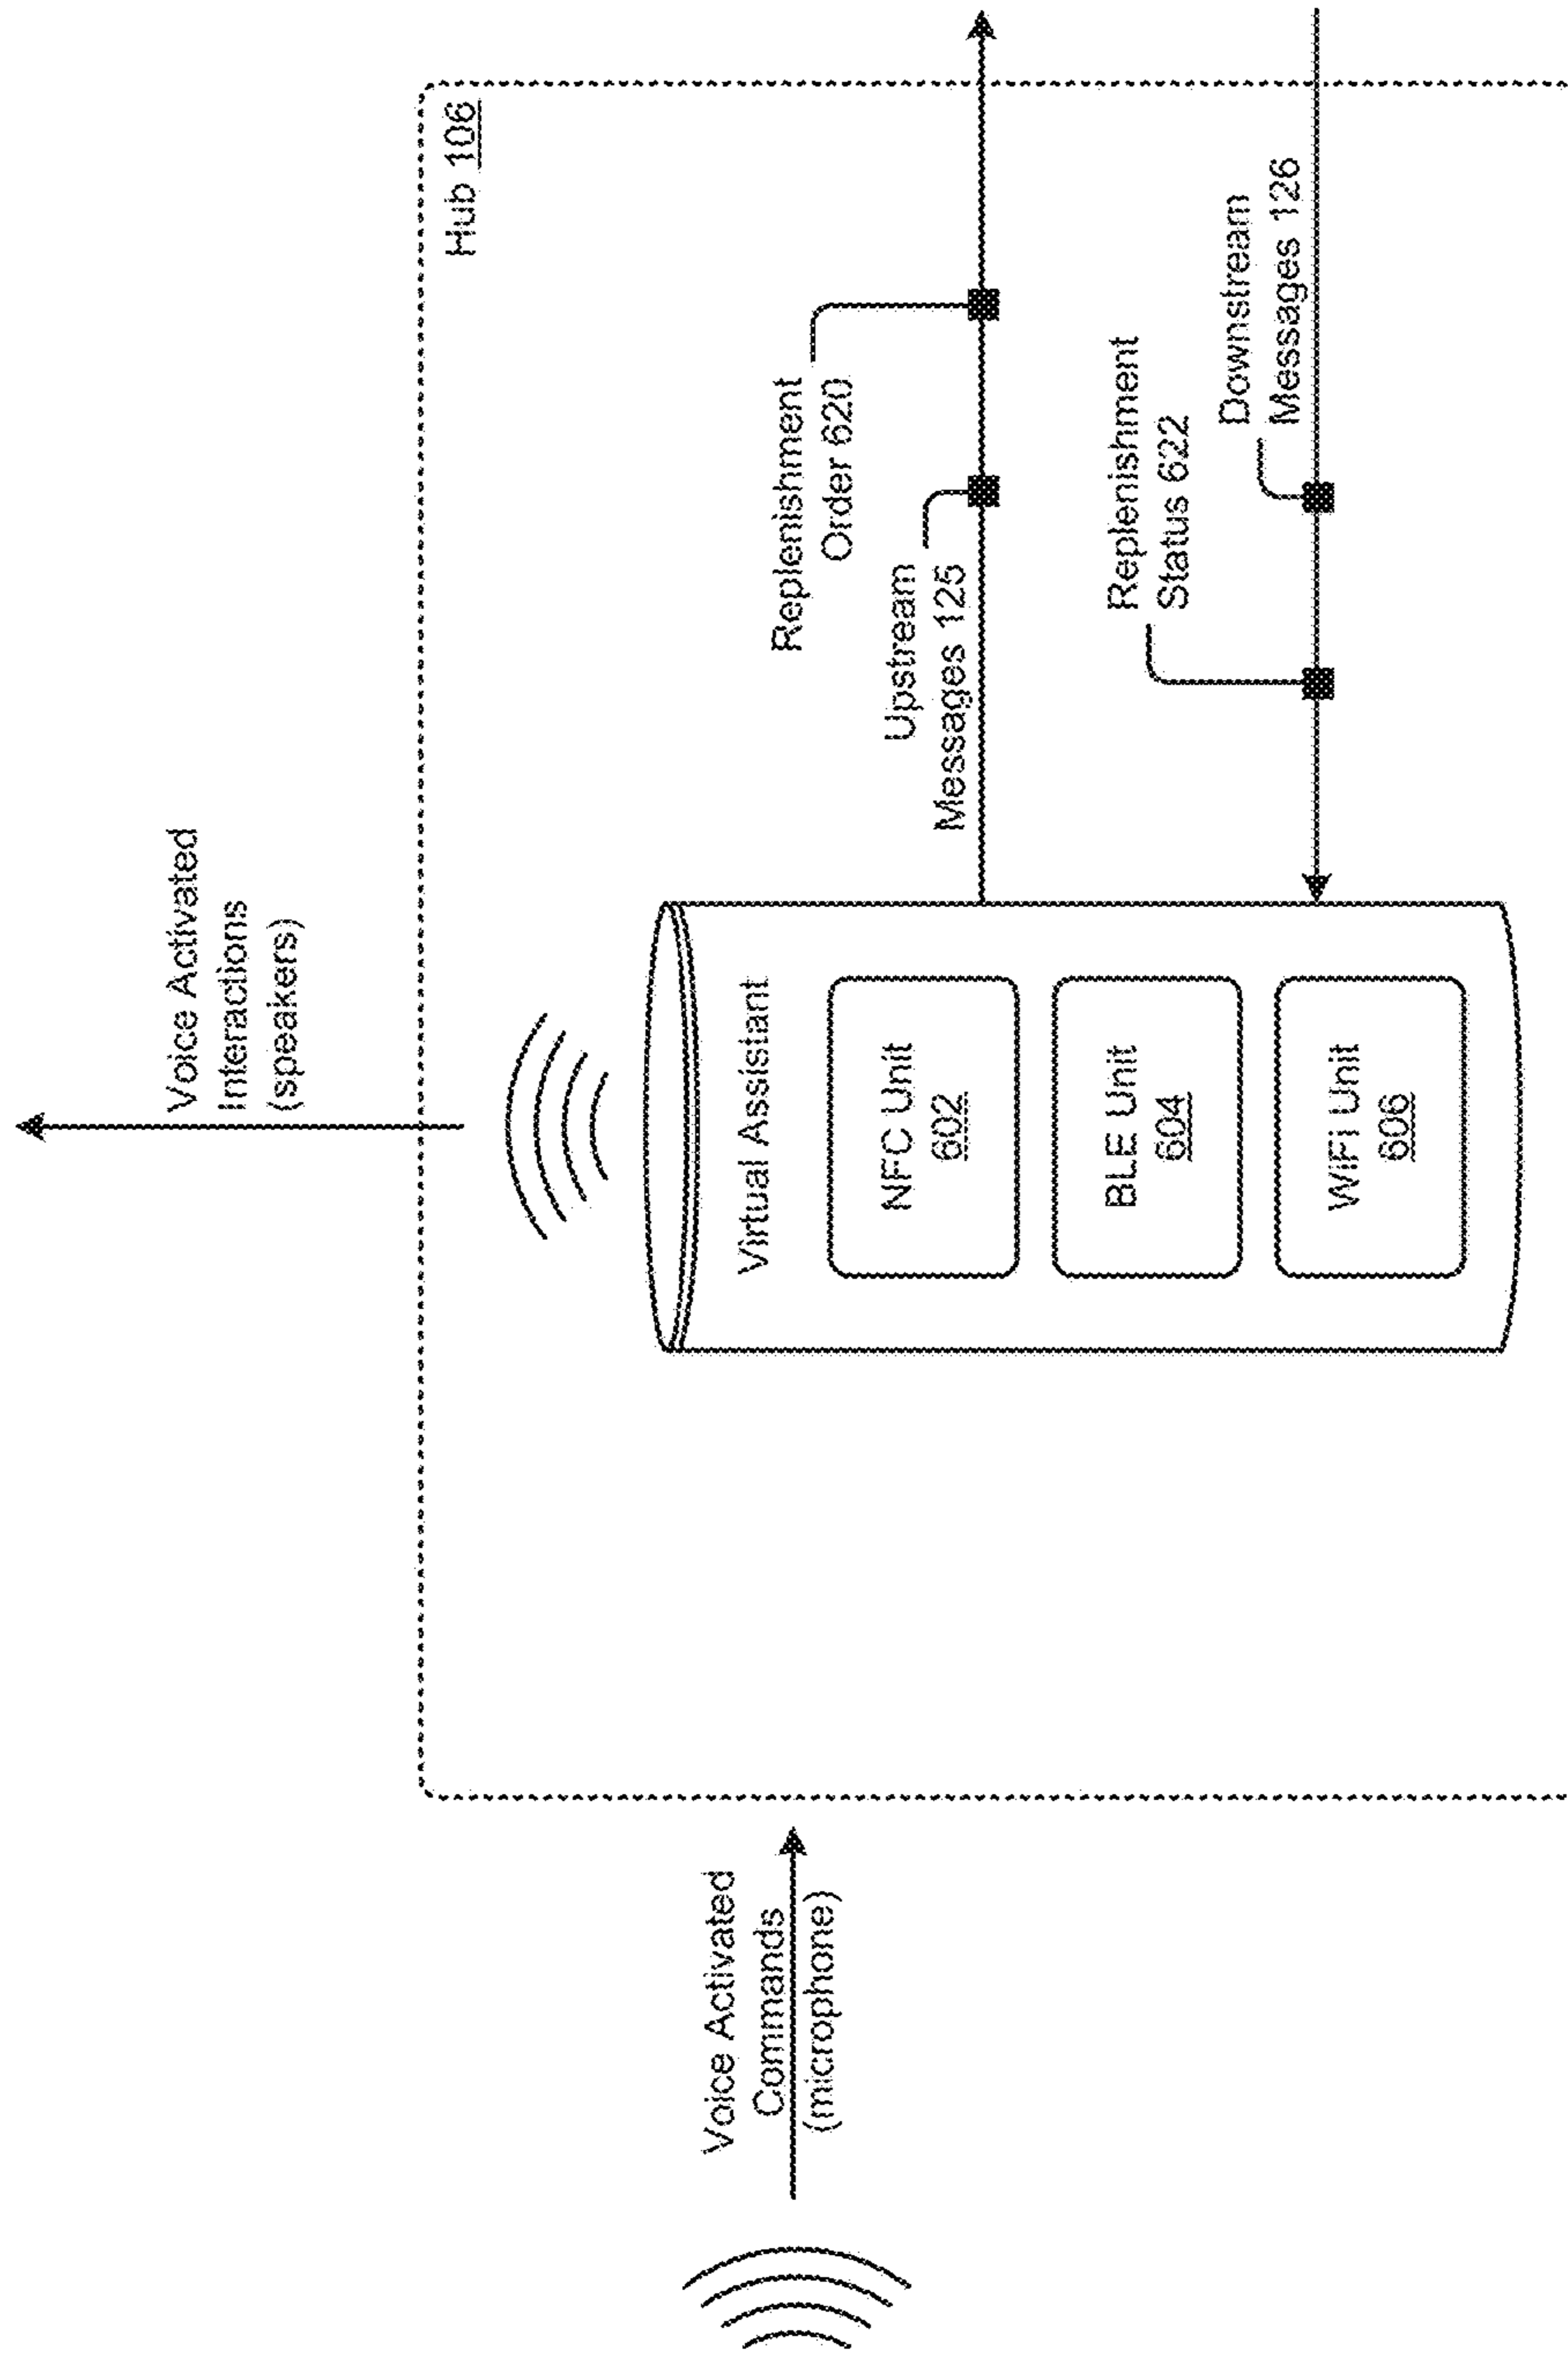 Voice Activated
Interactions
(speakers)
Hub 106
Voice Activated
Commands
(microphone)
Virtual Assistant
NFC Unit
602
BLE Unit
604
WiFi Unit
606
Replenishment
Order 620
Upstream
Messages 125
Replenishment
Status 622
Downstream
Messages 126